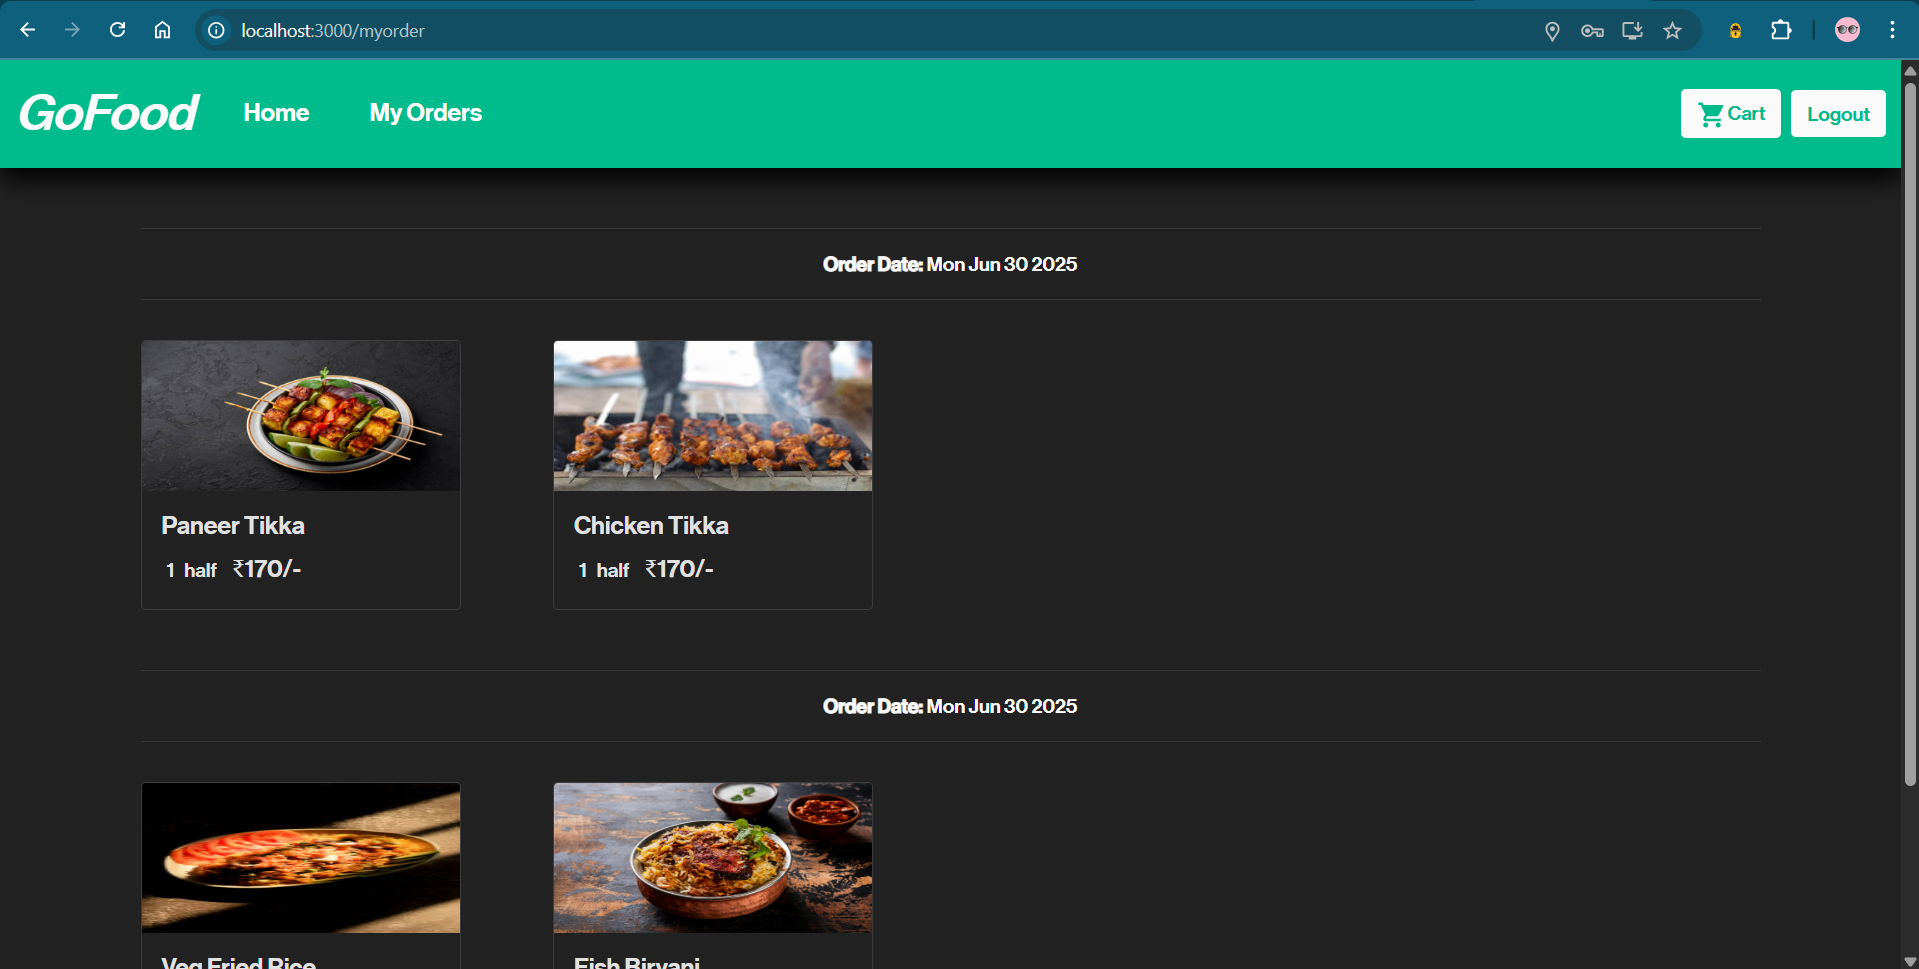 localhost:3000/myorder
GoFood Home My Orders Cart Logout
Order Date: Mon Jun 30 2025
Paneer Tikka
1 half ₹170/-
Chicken Tikka
1 half ₹170/-
Order Date: Mon Jun 30 2025
Veg Fried Rice
Fish Biryani